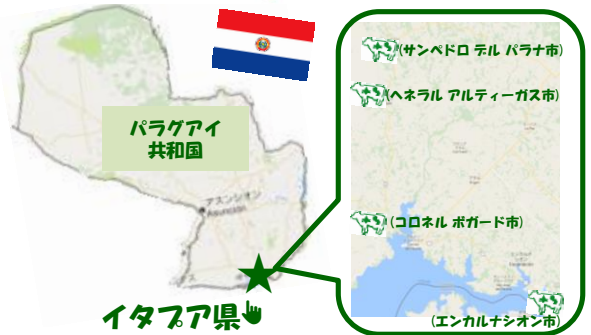 パラグアイ
共和国
アスンシオン
Asunción
イタプア県
(サンペドロ デル パラナ市)
(ヘネラル アルティーガス市)
(コロネル ボガード市)
(エンカルナシオン市)